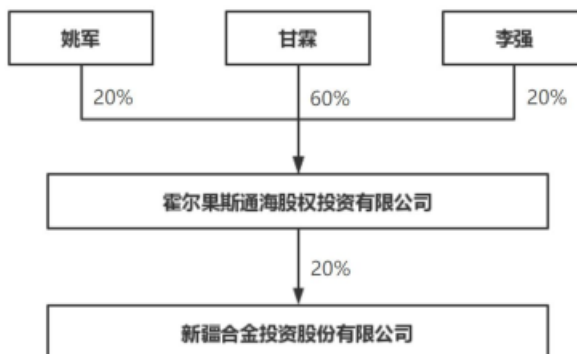 姚军
甘霖
李强
20%
60%
20%
霍尔果斯通海股权投资有限公司
20%
新疆合金投资股份有限公司